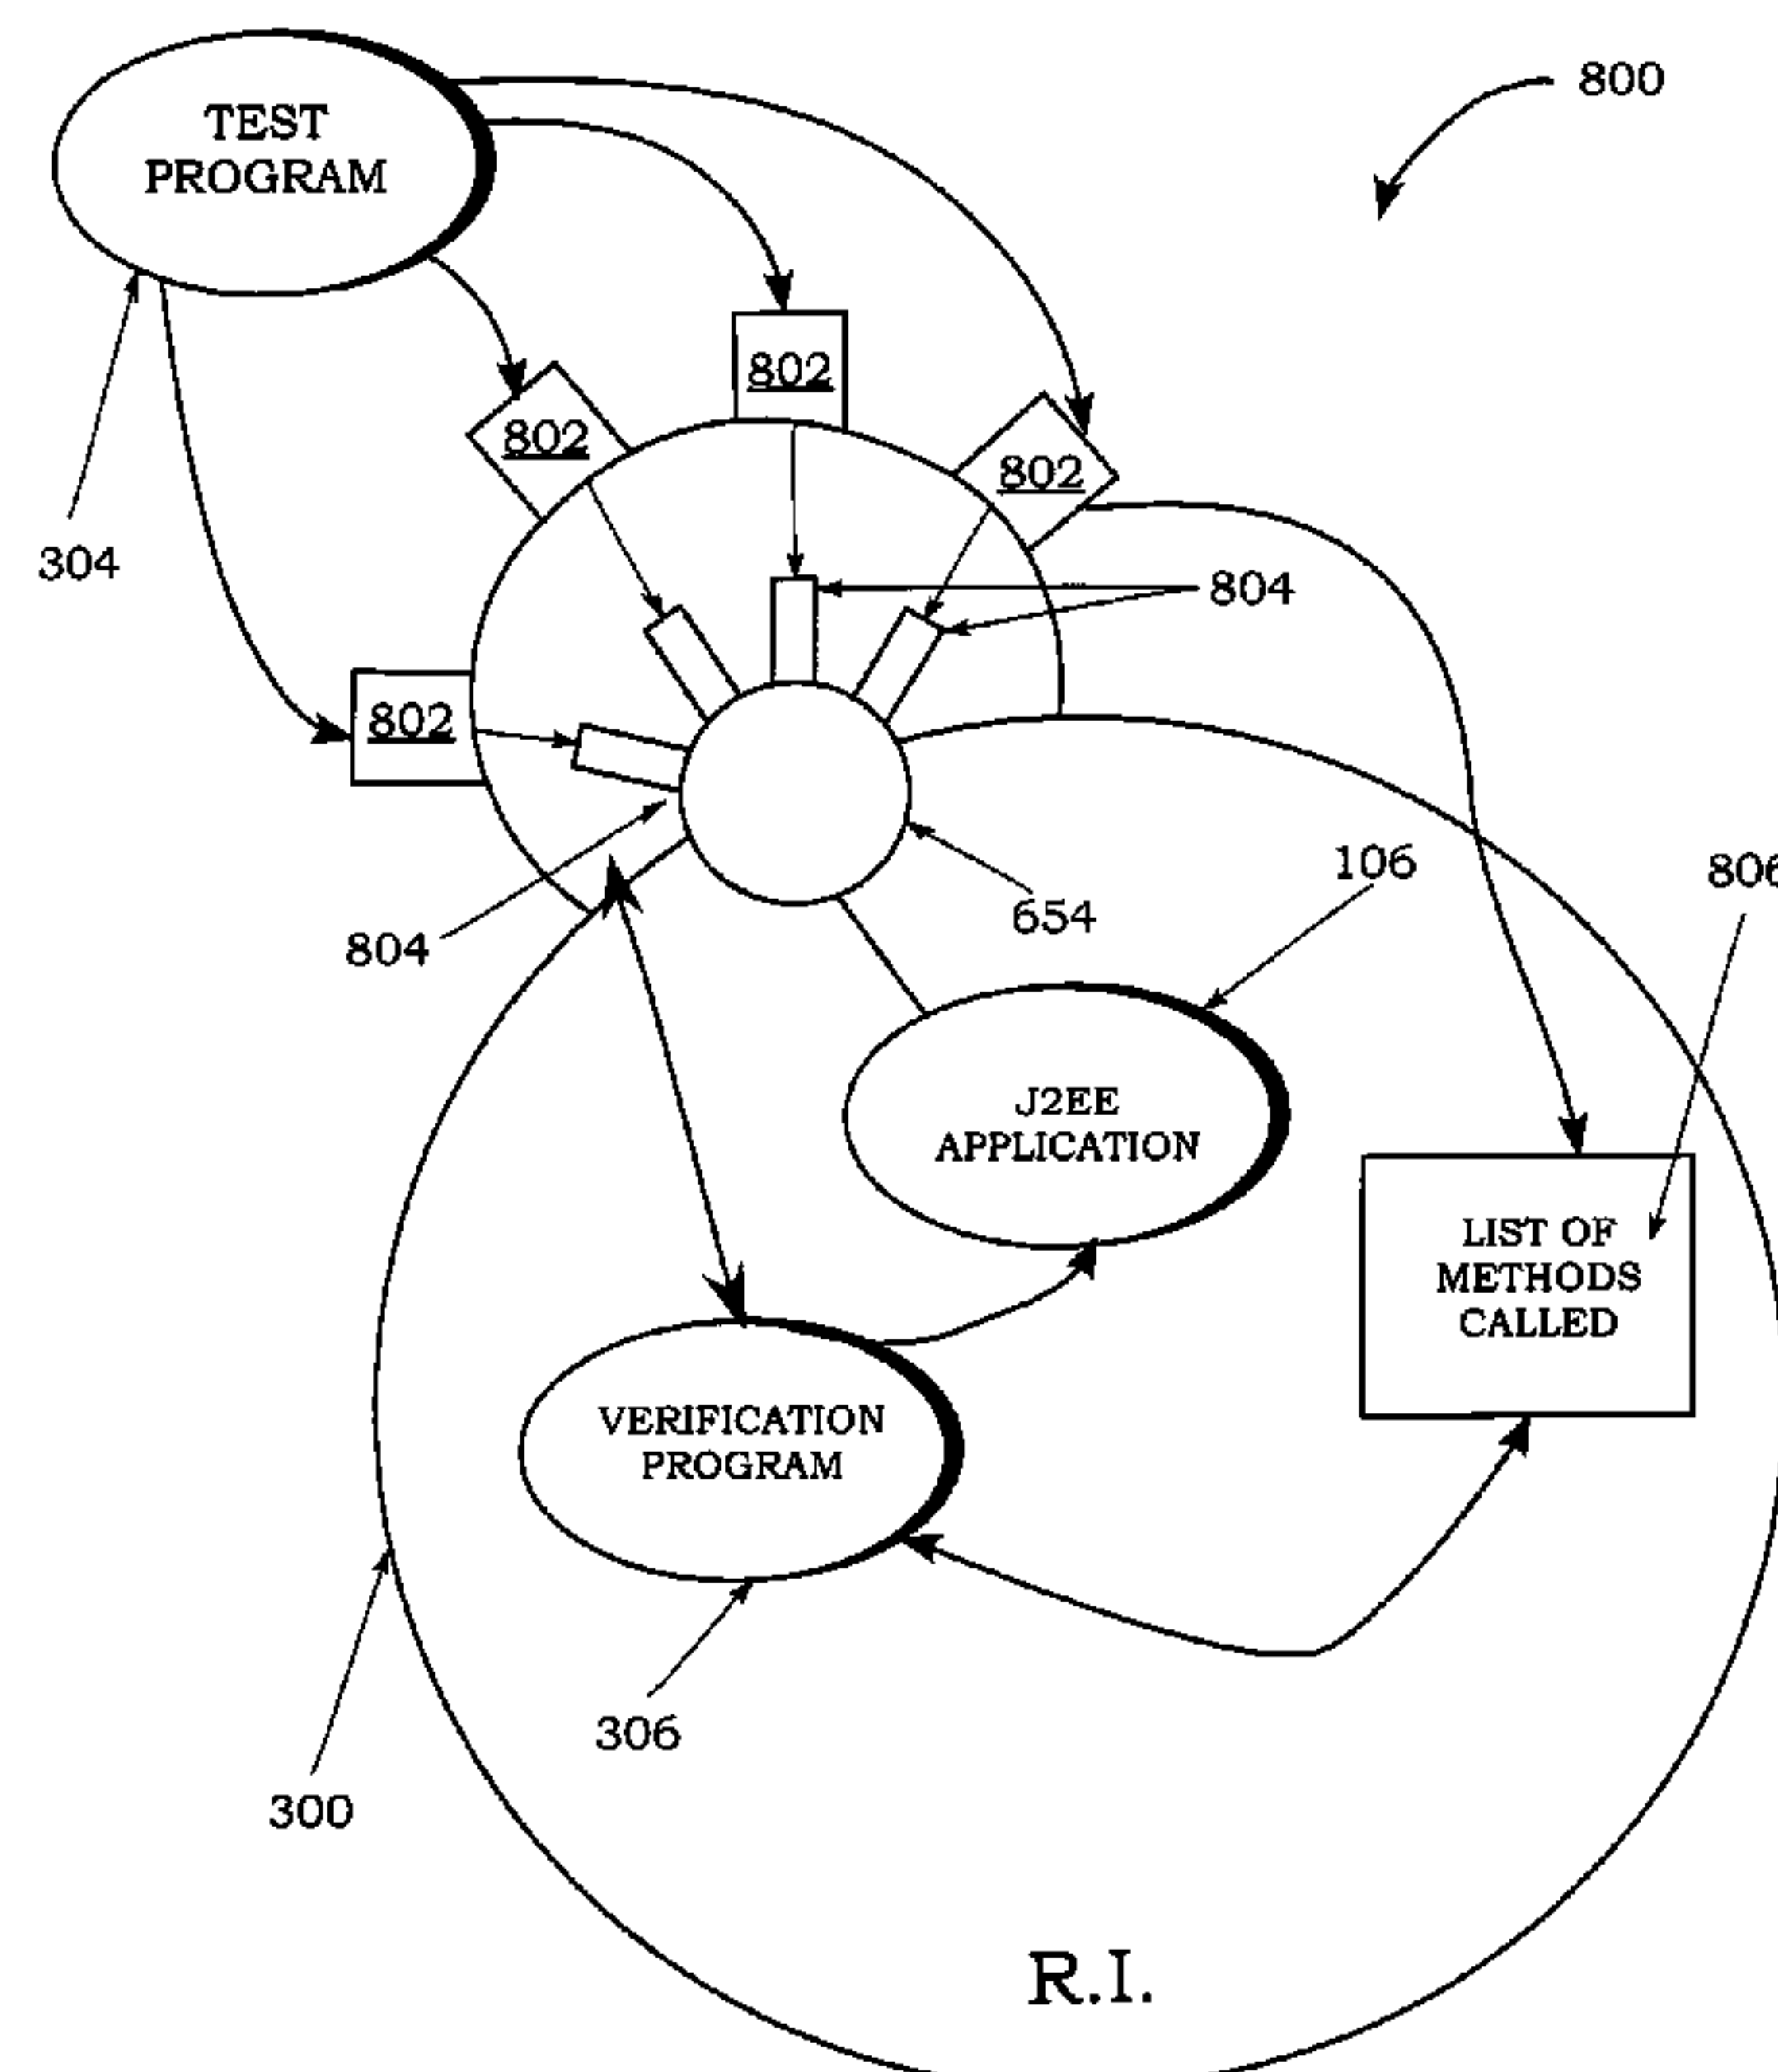 800
TEST
PROGRAM
802
802
802
304
804
802
106
806
654
804
J2EE
APPLICATION
LIST OF
METHODS
CALLED
VERIFICATION
PROGRAM
306
300
R.I.